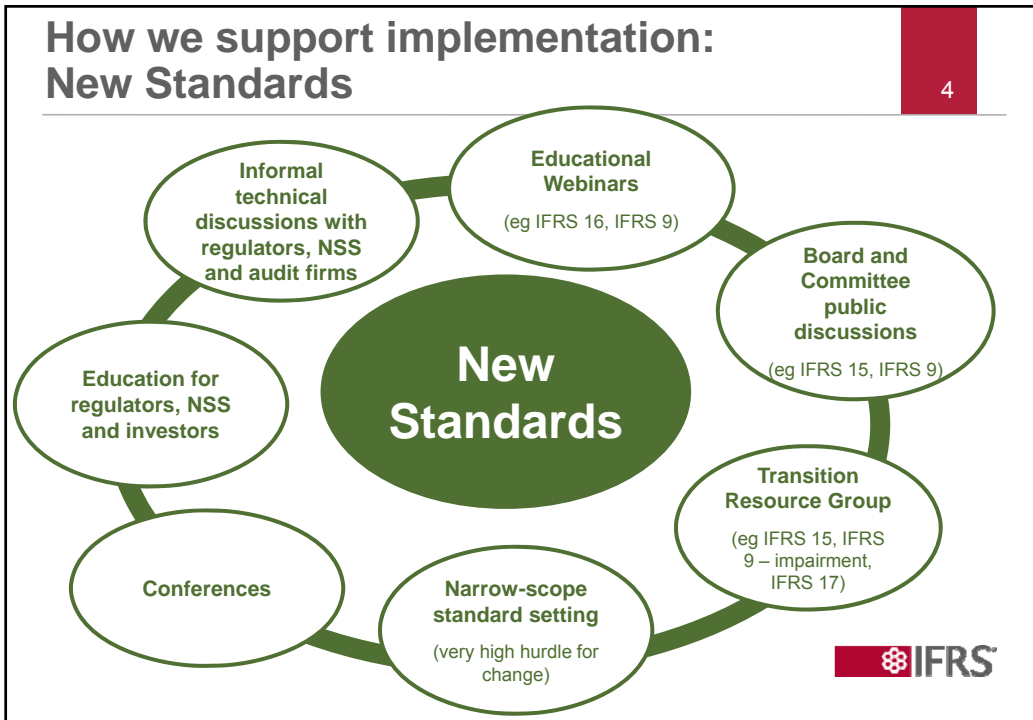 How we support implementation:
New Standards
4
Informal
technical
discussions with
regulators, NSS
and audit firms
Educational
Webinars
(eg IFRS 16, IFRS 9)
Board and
Committee
public
discussions
(eg IFRS 15, IFRS 9)
New
Standards
Education for
regulators, NSS
and investors
Transition
Resource Group
(eg IFRS 15, IFRS
9 – impairment,
IFRS 17)
Conferences
Narrow-scope
standard setting
(very high hurdle for
change)
IFRS